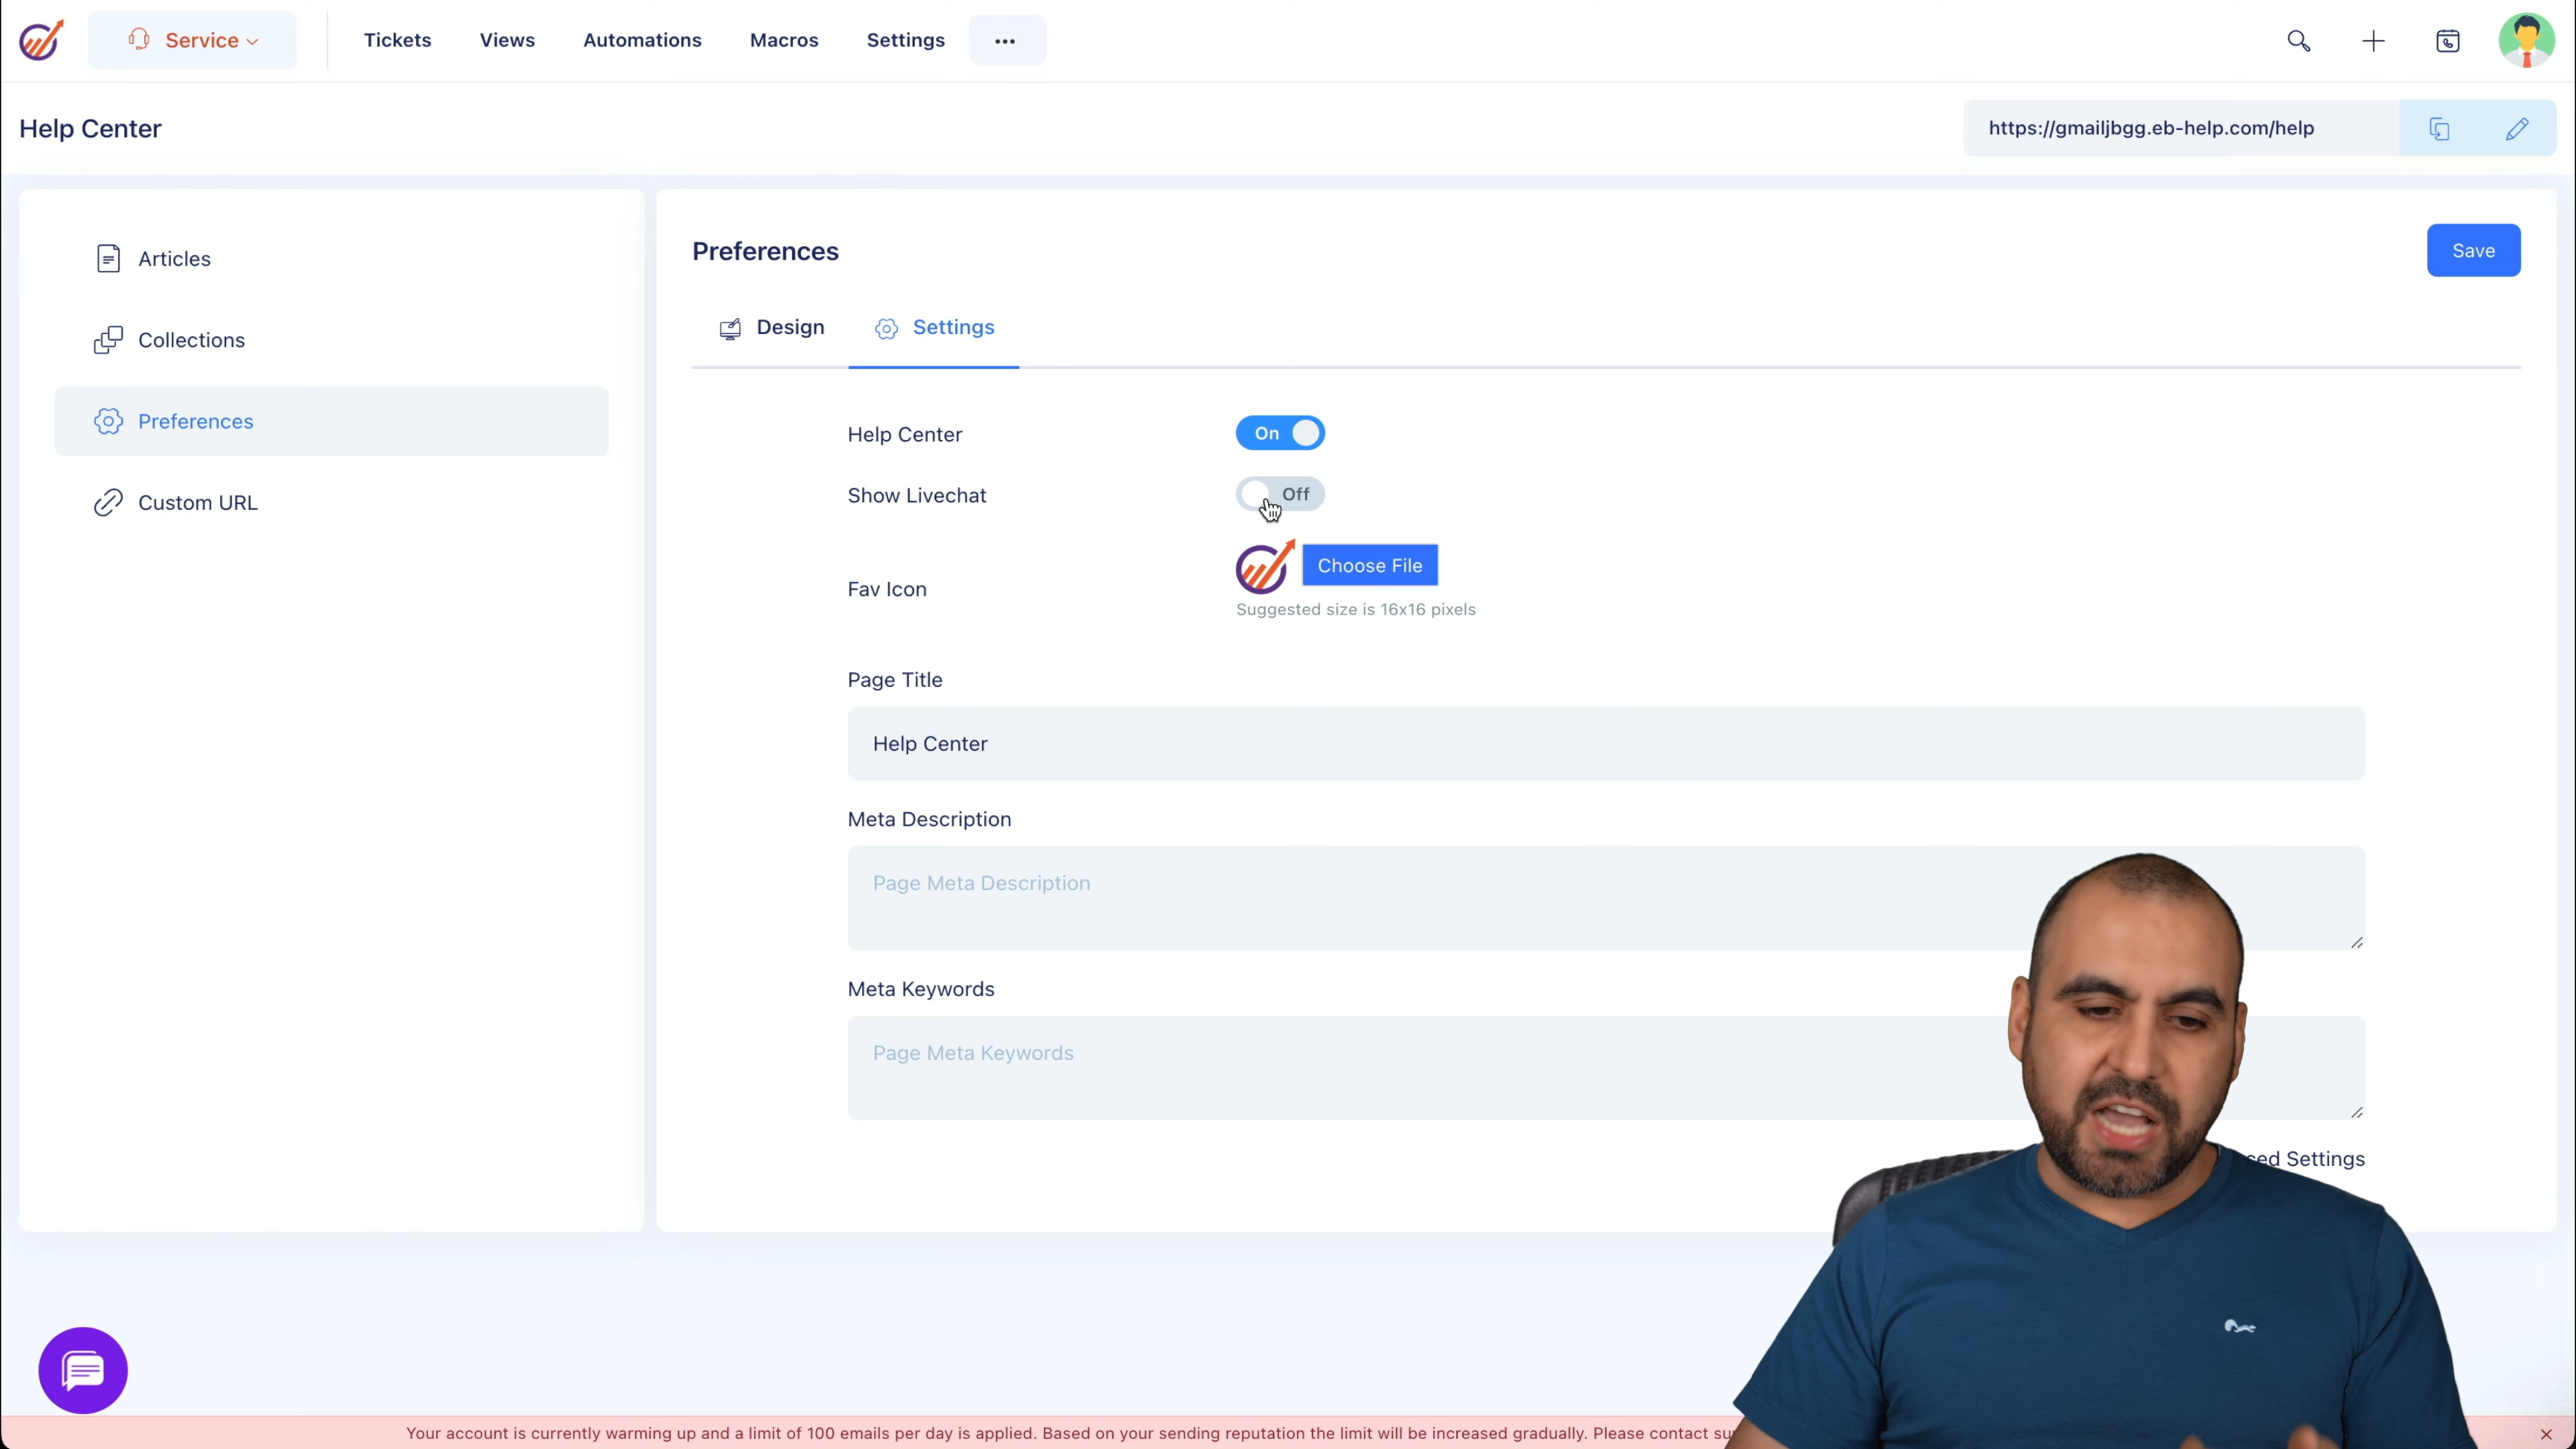 Service
Tickets
Views
Automations
Macros
Settings
Help Center
https://gmailjbgg.eb-help.com/help
Articles
Collections
Preferences
Custom URL
Preferences
Save
Design
Settings
Help Center
On
Show Livechat
Off
Fav Icon
Choose File
Suggested size is 16x16 pixels
Page Title
Help Center
Meta Description
Page Meta Description
Meta Keywords
Page Meta Keywords
Settings
Your account is currently warming up and a limit of 100 emails per day is applied. Based on your sending reputation the limit will be increased gradually. Please contact